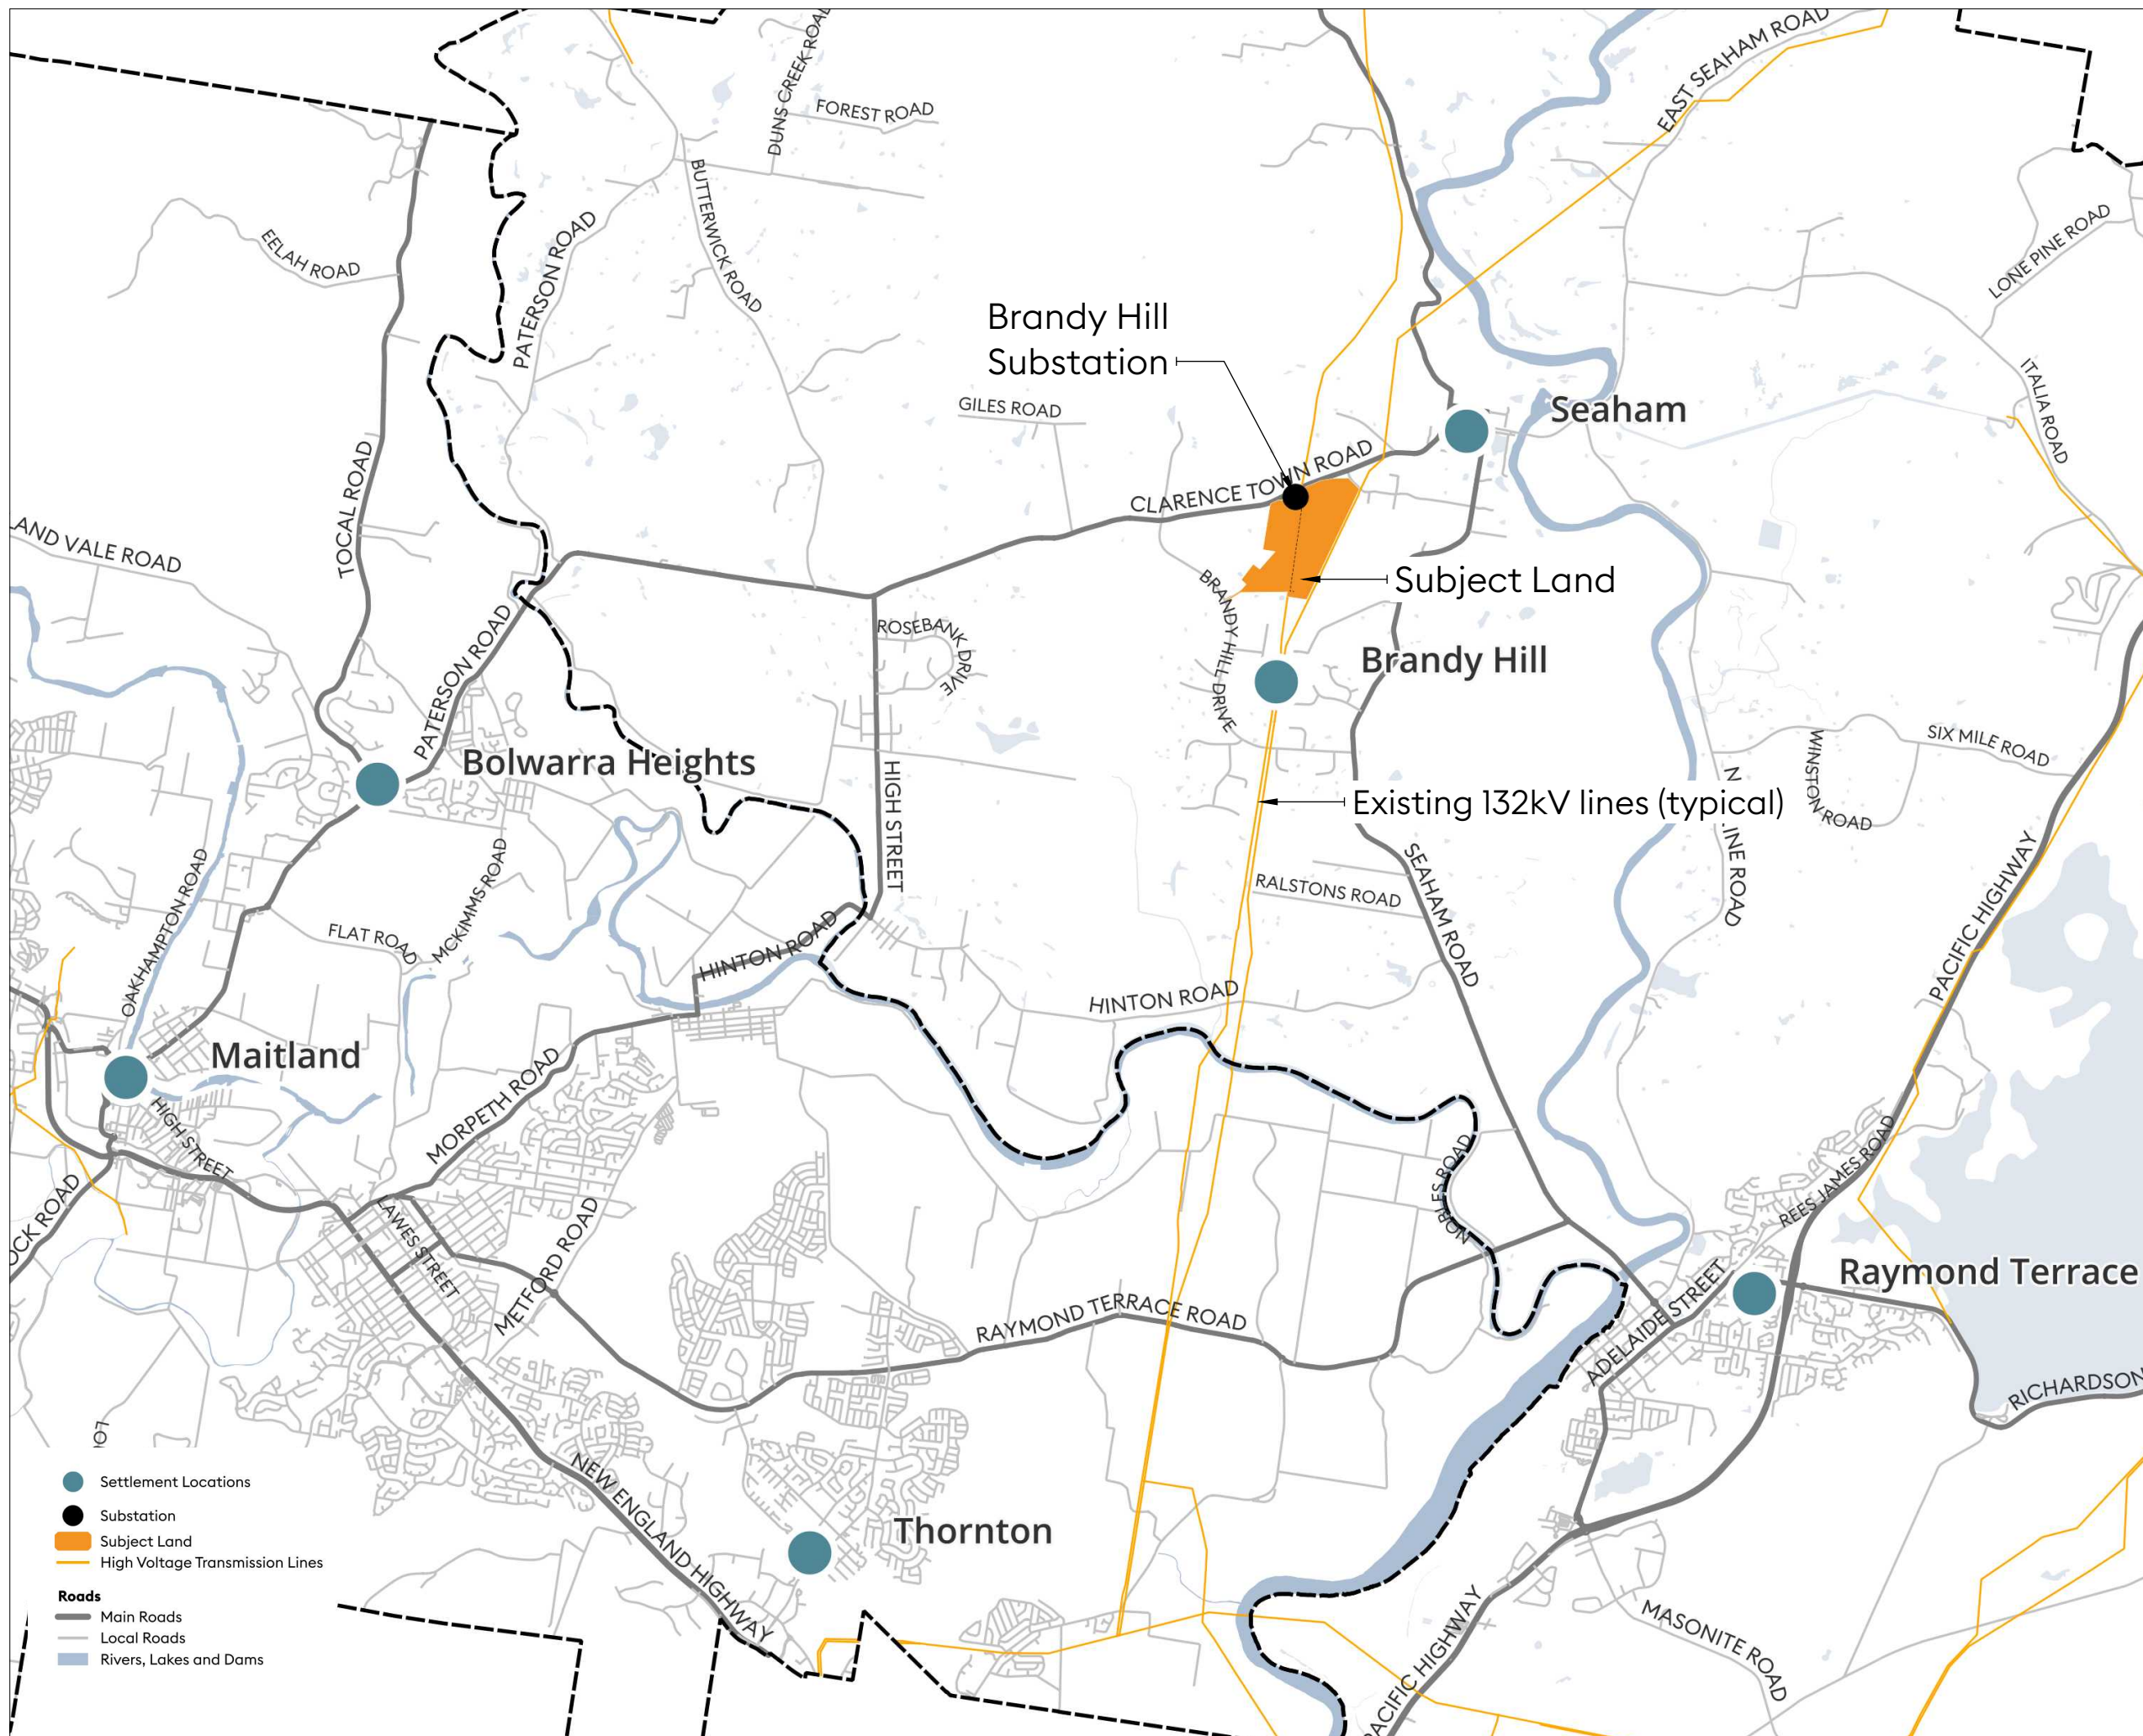 DUNS CREEK ROAD
FOREST ROAD
EAST SEAHAM ROAD
BUTTERWICK ROAD
EELAH ROAD
PATERSON ROAD
LONE PINE ROAD
Brandy Hill
Substation
GILES ROAD
Seaham
ITALIA ROAD
TOCAL ROAD
CLARENCE TOWN ROAD
AND VALE ROAD
BRANDY HILL DRIVE
Subject Land
ROSEBANK DRIVE
PATERSON ROAD
Brandy Hill
Bolwarra Heights
HIGH STREET
SIX MILE ROAD
WINSTON ROAD
Existing 132kV lines (typical)
N
INE ROAD
OAKHAMPTON ROAD
MCKIMMS ROAD
FLAT ROAD
SEAHAM ROAD
RALSTONS ROAD
PACIFIC HIGHWAY
HINTON ROAD
HINTON ROAD
Maitland
HIGH STREET
MORPETH ROAD
NOBLES ROAD
REES JAMES ROAD
OCK ROAD
LAWES STREET
METFORD ROAD
Raymond Terrace
RAYMOND TERRACE ROAD
ADELAIDE STREET
RICHARDSON
LO
NEW ENGLAND HIGHWAY
Thornton
MASONITE ROAD
PACIFIC HIGHWAY
Settlement Locations
Substation
Subject Land
High Voltage Transmission Lines
Roads
Main Roads
Local Roads
Rivers, Lakes and Dams